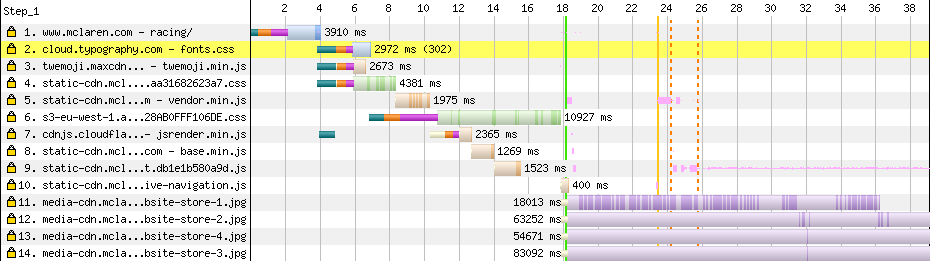 Step_1
2 4 6 8 10 12 14 16 18 20 22 24 26 28 30 32 34 36 38
1. www.mclaren.com - racing/ 3910 ms
2. cloud.typography.com - fonts.css 2972 ms (302)
3. twemoji.maxcdn... - twemoji.min.js 2673 ms
4. static-cdn.mcl....aa31682623a7.css 4381 ms
5. static-cdn.mcl...m - vendor.min.js 1975 ms
6. s3-eu-west-1.a...28AB0FFF106DE.css 10927 ms
7. cdnjs.cloudfla...- jsrender.min.js 2365 ms
8. static-cdn.mcl...com - base.min.js 1269 ms
9. static-cdn.mcl...t.db1e1b580a9d.js 1523 ms
10. static-cdn.mcl...ive-navigation.js 400 ms
11. media-cdn.mcla...bsite-store-1.jpg 18013 ms
12. media-cdn.mcla...bsite-store-2.jpg 63252 ms
13. media-cdn.mcla...bsite-store-4.jpg 54671 ms
14. media-cdn.mcla...bsite-store-3.jpg 83092 ms